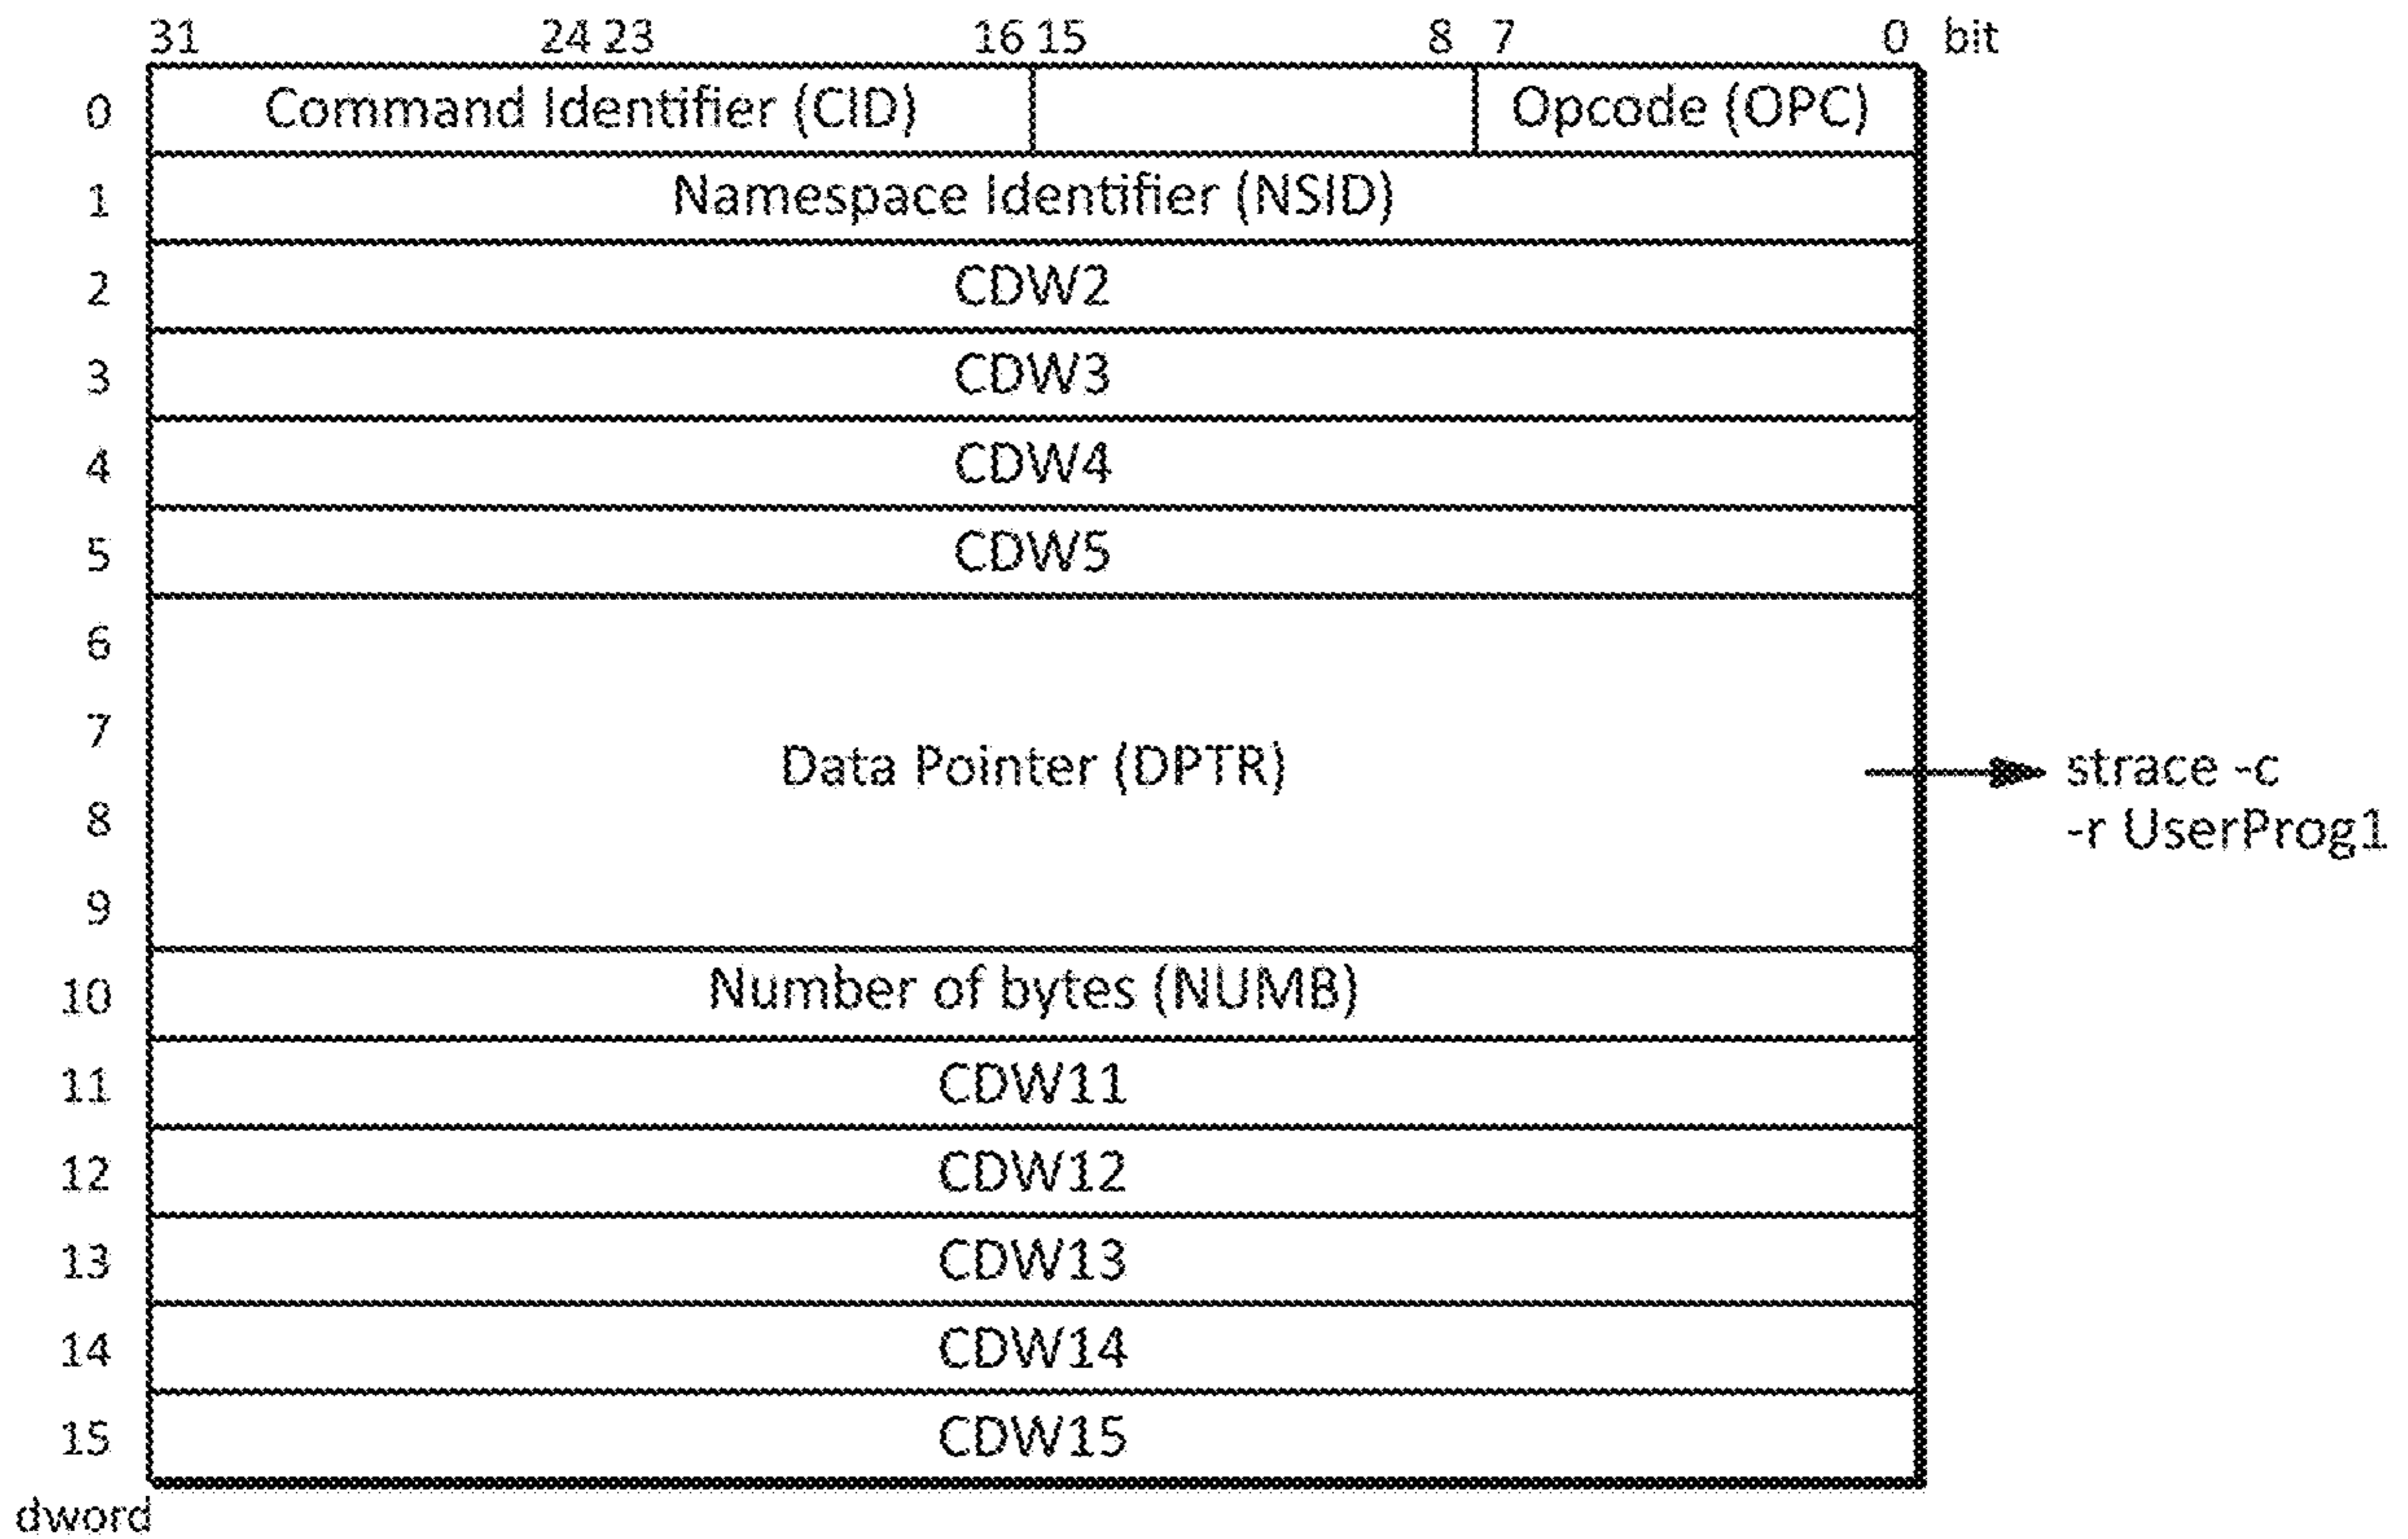 31 24 23 16 15 8 7 0 bit
0 Command Identifier (CID) Opcode (OPC)
1 Namespace Identifier (NSID)
2 CDW2
3 CDW3
4 CDW4
5 CDW5
6
7
Data Pointer (DPTR) strace -c
8 -r UserProg1
9
10 Number of bytes (NUMB)
11 CDW11
12 CDW12
13 CDW13
14 CDW14
15 CDW15
dword